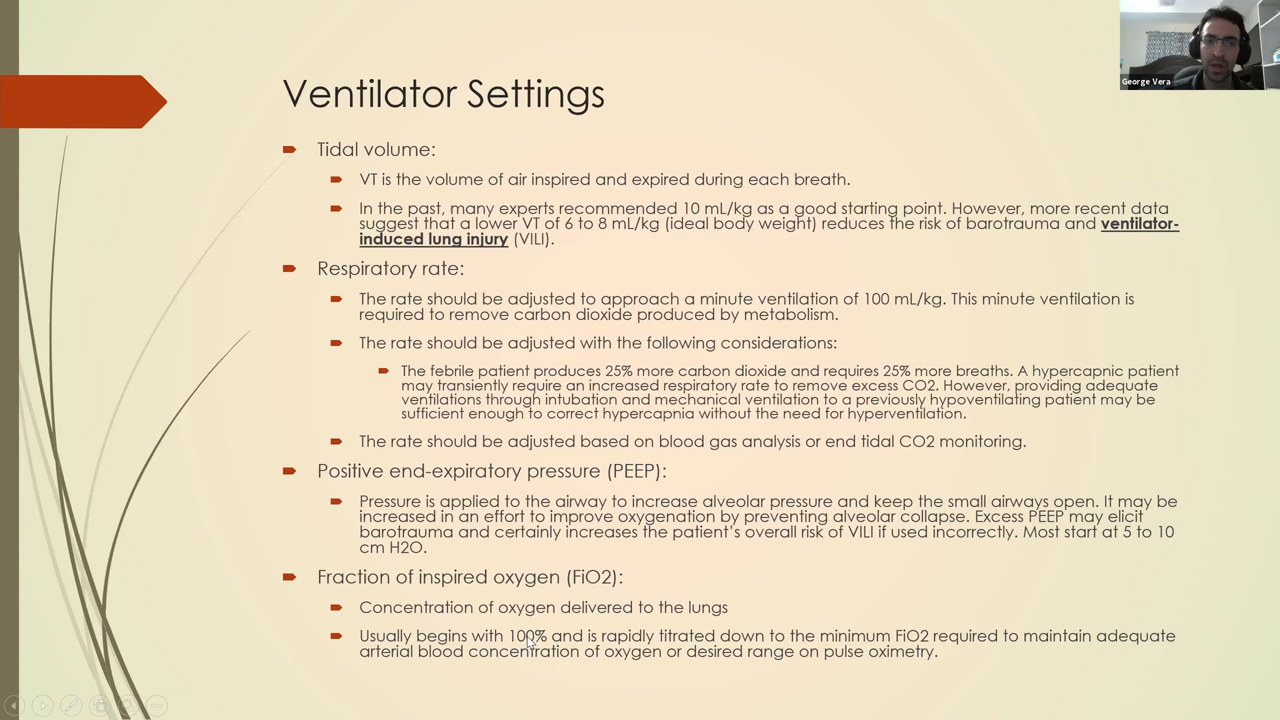 George Vera
Ventilator Settings
Tidal volume:
VT is the volume of air inspired and expired during each breath.
In the past, many experts recommended 10 mL/kg as a good starting point. However, more recent data
suggest that a lower VT of 6 to 8 mL/kg (ideal body weight) reduces the risk of barotrauma and ventilator-
induced lung injury (VILI).
Respiratory rate:
The rate should be adjusted to approach a minute ventilation of 100 mL/kg. This minute ventilation is
required to remove carbon dioxide produced by metabolism.
The rate should be adjusted with the following considerations:
The febrile patient produces 25% more carbon dioxide and requires 25% more breaths. A hypercapnic patient
may transiently require an increased respiratory rate to remove excess CO2. However, providing adequate
ventilations through intubation and mechanical ventilation to a previously hypoventilating patient may be
sufficient enough to correct hypercapnia without the need for hyperventilation.
The rate should be adjusted based on blood gas analysis or end tidal CO2 monitoring.
Positive end-expiratory pressure (PEEP):
Pressure is applied to the airway to increase alveolar pressure and keep the small airways open. It may be
increased in an effort to improve oxygenation by preventing alveolar collapse. Excess PEEP may elicit
barotrauma and certainly increases the patient's overall risk of VILI if used incorrectly. Most start at 5 to 10
cm H2O.
Fraction of inspired oxygen (FiO2):
Concentration of oxygen delivered to the lungs
Usually begins with 100% and is rapidly titrated down to the minimum FiO2 required to maintain adequate
arterial blood concentration of oxygen or desired range on pulse oximetry.